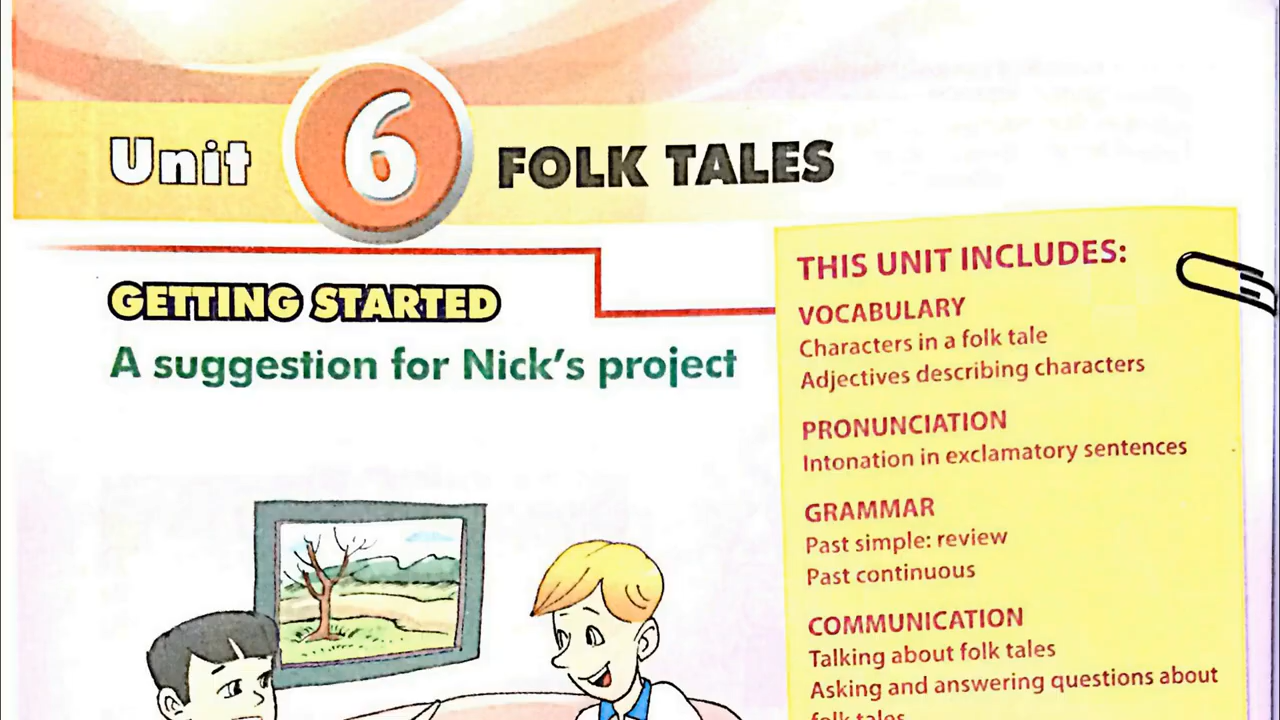 Unit 6 FOLK TALES
GETTING STARTED
A suggestion for Nick's project
THIS UNIT INCLUDES:
VOCABULARY
Characters in a folk tale
Adjectives describing characters
PRONUNCIATION
Intonation in exclamatory sentences
GRAMMAR
Past simple: review
Past continuous
COMMUNICATION
Talking about folk tales
Asking and answering questions about
folk tales